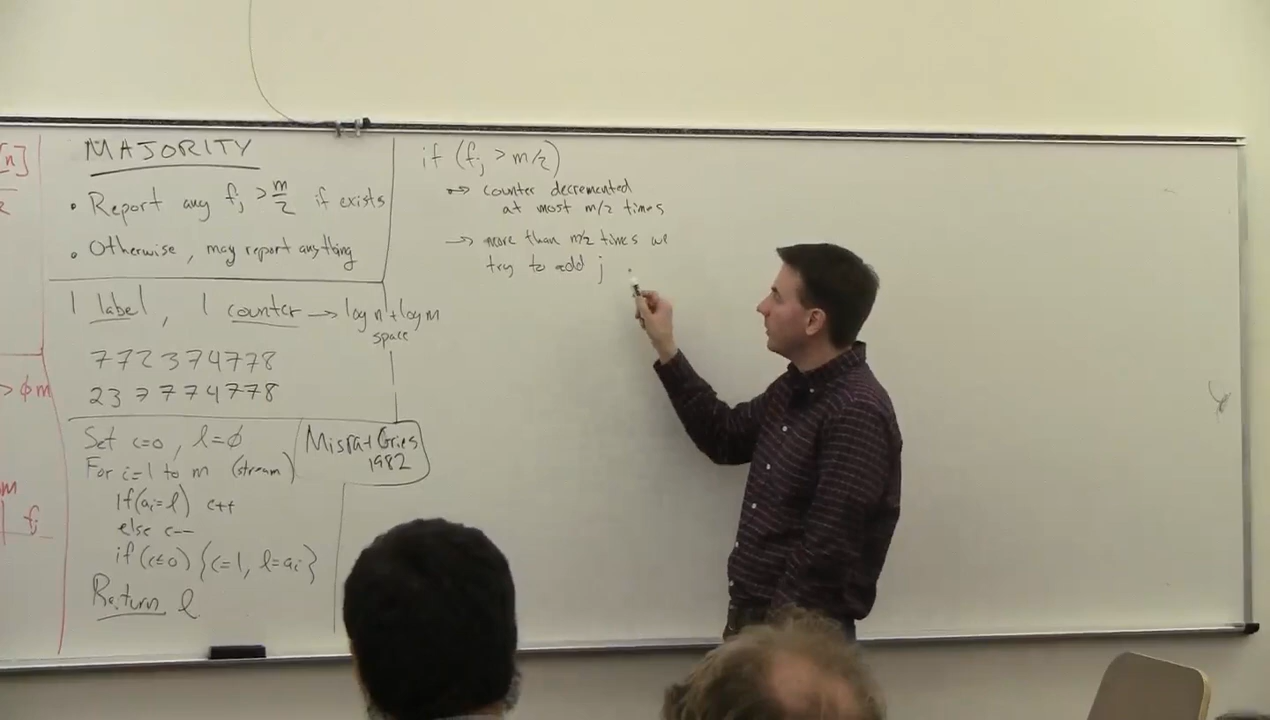 [n]
> φm
m
fj
MAJORITY
• Report any fj > m/2 if exists
• Otherwise, may report anything
1 label, 1 counter → log n + log m
space
7 7 2 3 7 4 7 7 8
2 3 7 7 7 4 7 7 8
Set c=0, l=∅
For i=1 to m (stream)
If(ai=l) c++
else c--
if (c≤0) {c=1, l=ai}
Return l
Misra+Gries
1982
if (fj > m/2)
→ counter decremented
at most m/2 times
→ more than m/2 times we
try to add j